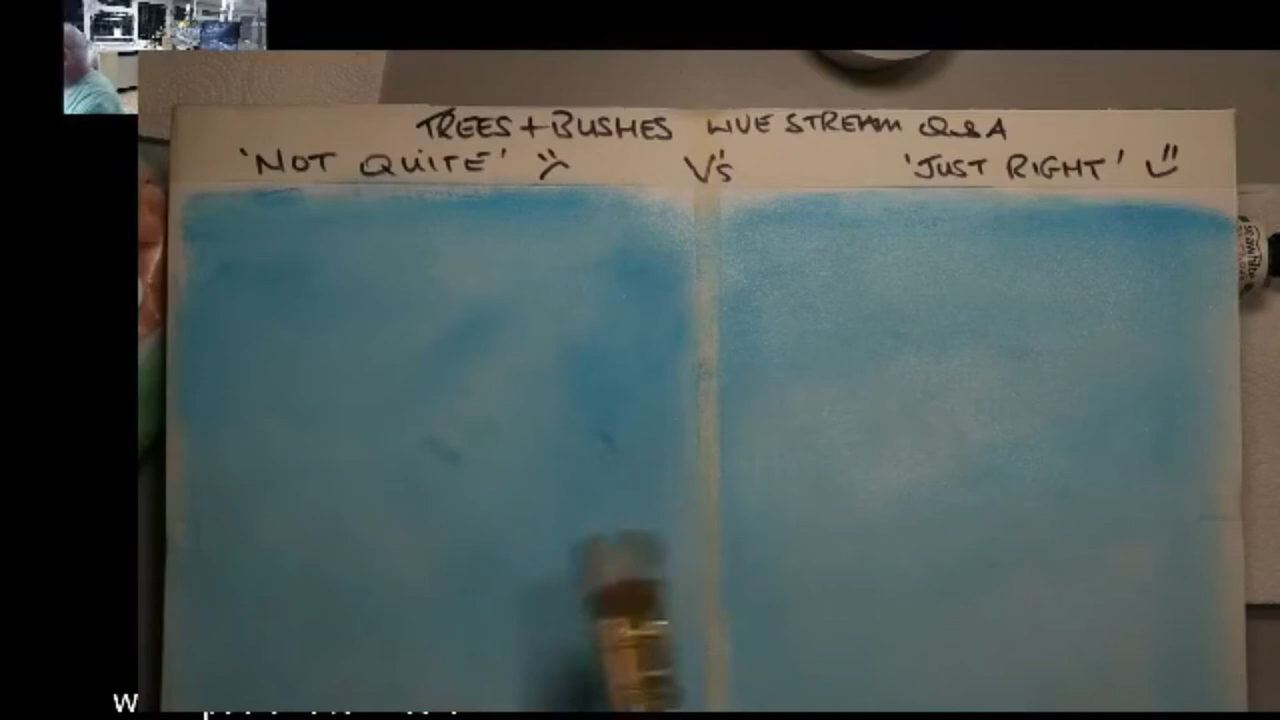 TREES + BUSHES LIVE STREAM Q&A
'NOT QUITE' :( V's 'JUST RIGHT' :)
W